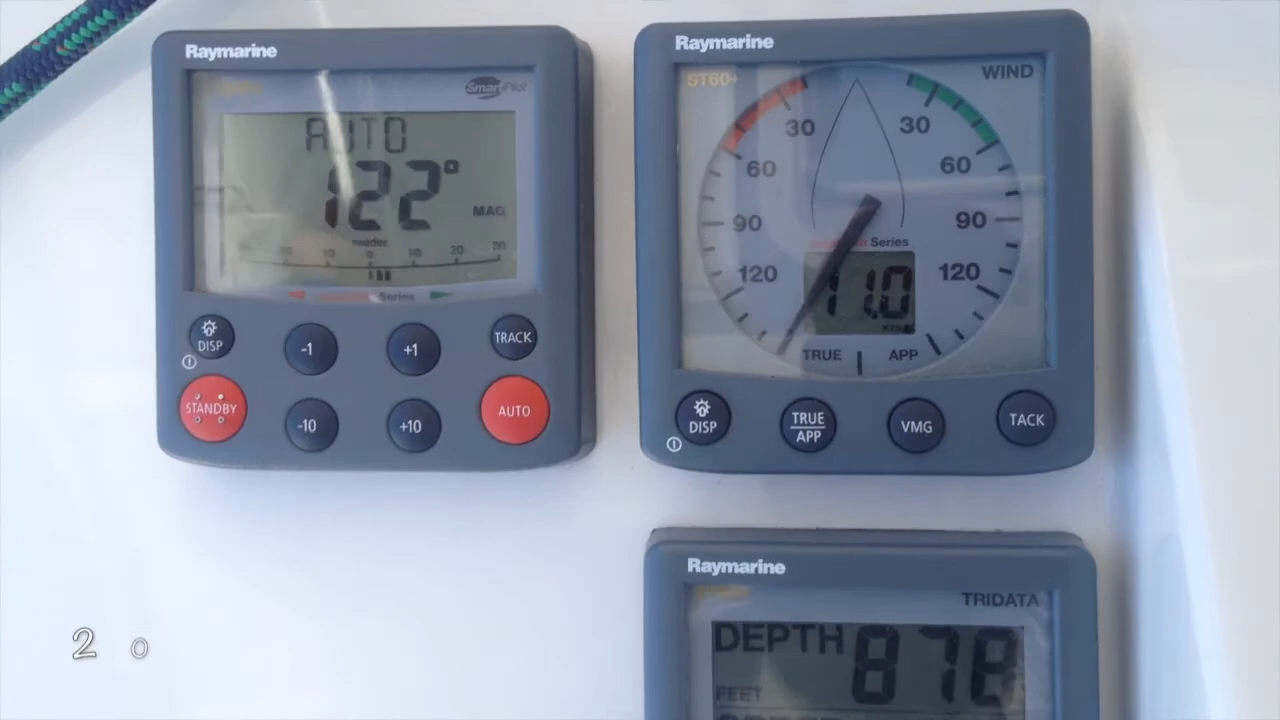 Raymarine
SmartPilot
AUTO
122°
MAG
rudder
30 20 10 0 10 20 30
Series
DISP
-1
+1
TRACK
STANDBY
-10
+10
AUTO
Raymarine
ST60+
WIND
30 30
60 60
90 90
120 120
Series
11.0
KTS
TRUE APP
DISP
TRUE
APP
VMG
TACK
Raymarine
TRIDATA
DEPTH 878
FEET
2 0